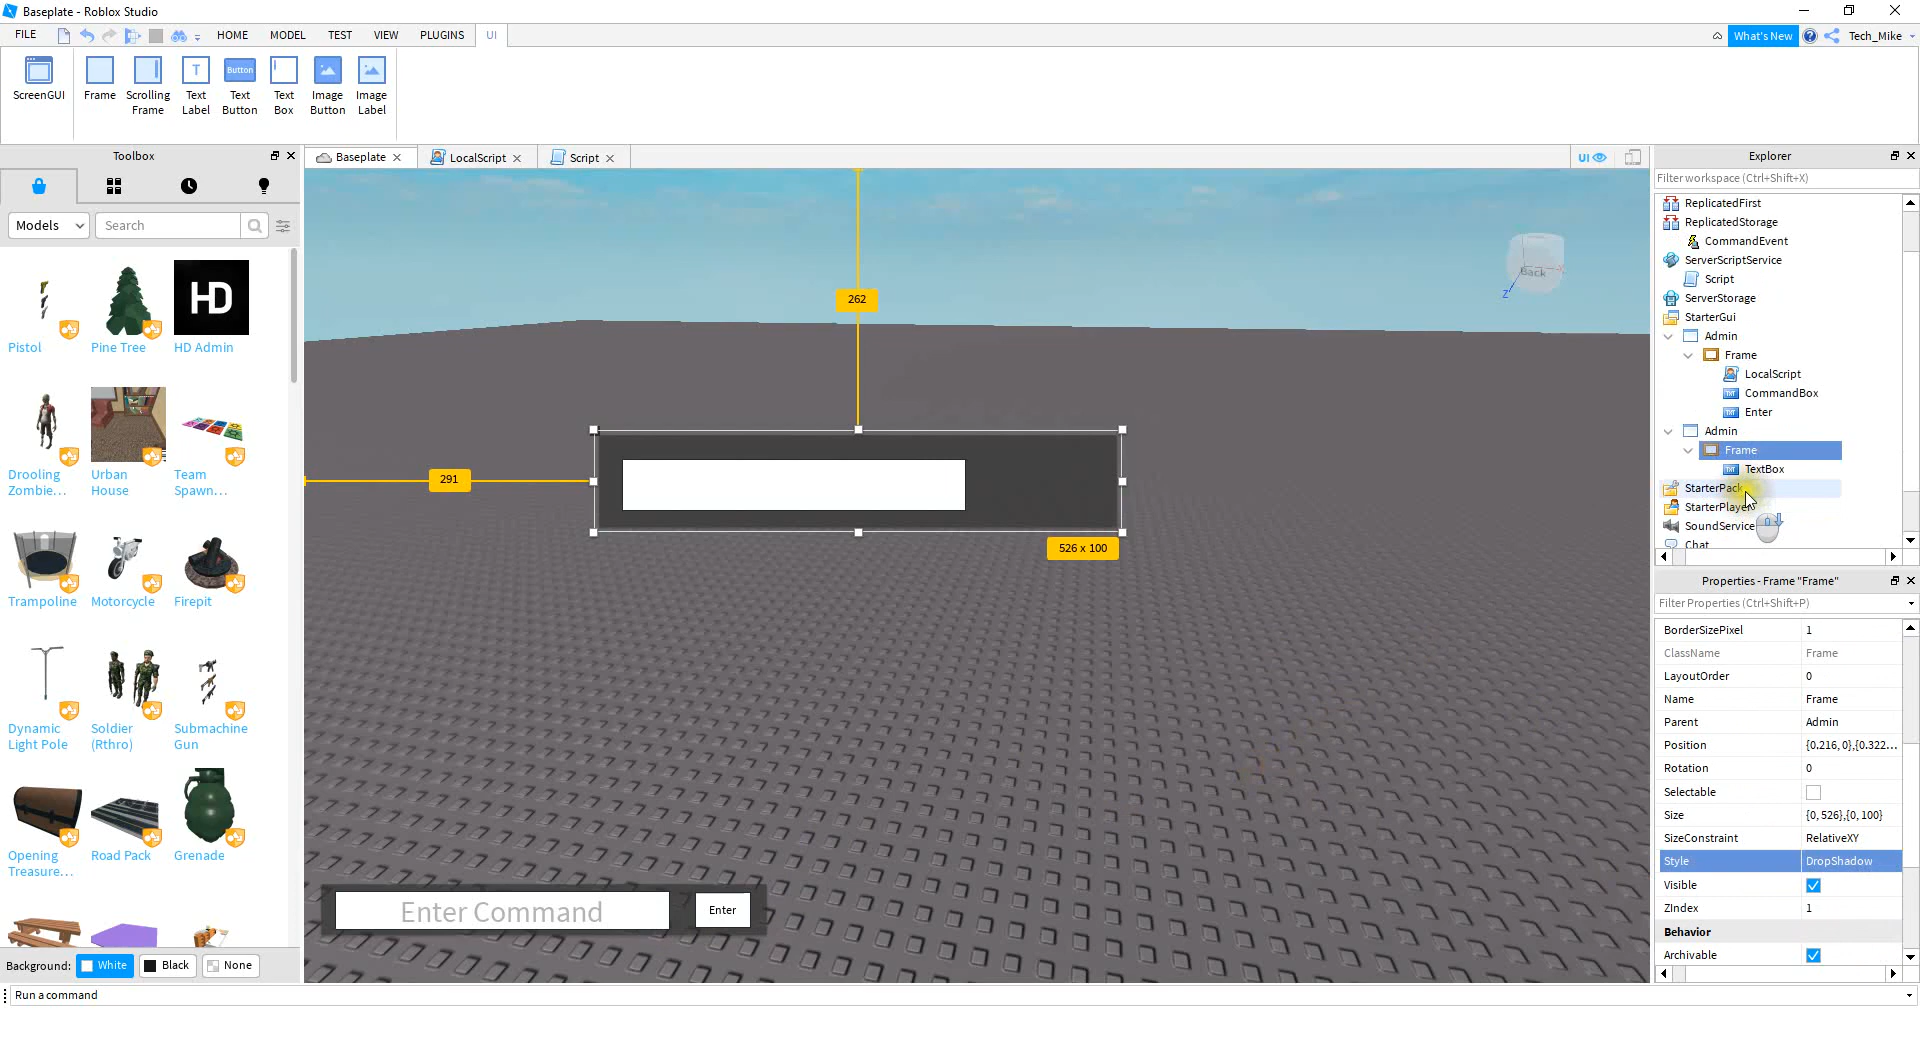 Baseplate - Roblox Studio
FILE
HOME
MODEL
TEST
VIEW
PLUGINS
UI
What's New
Tech_Mike
ScreenGUI
Frame
Scrolling
Frame
Text
Label
Button
Text
Button
Text
Box
Image
Button
Image
Label
Toolbox
Models
Search
Pistol
Pine Tree
HD
HD Admin
Drooling
Zombie...
Urban
House
Team
Spawn...
Trampoline
Motorcycle
Firepit
Dynamic
Light Pole
Soldier
(Rthro)
Submachine
Gun
Opening
Treasure...
Road Pack
Grenade
Background:
White
Black
None
Baseplate
LocalScript
Script
UI
262
Back
Z
291
526 x 100
Enter Command
Enter
Explorer
Filter workspace (Ctrl+Shift+X)
ReplicatedFirst
ReplicatedStorage
CommandEvent
ServerScriptService
Script
ServerStorage
StarterGui
Admin
Frame
LocalScript
CommandBox
Enter
Admin
Frame
TextBox
StarterPack
StarterPlayer
SoundService
Chat
Properties - Frame "Frame"
Filter Properties (Ctrl+Shift+P)
BorderSizePixel 1
ClassName Frame
LayoutOrder 0
Name Frame
Parent Admin
Position {0.216, 0},{0.322...
Rotation 0
Selectable
Size {0, 526},{0, 100}
SizeConstraint RelativeXY
Style DropShadow
Visible
ZIndex 1
Behavior
Archivable
Run a command